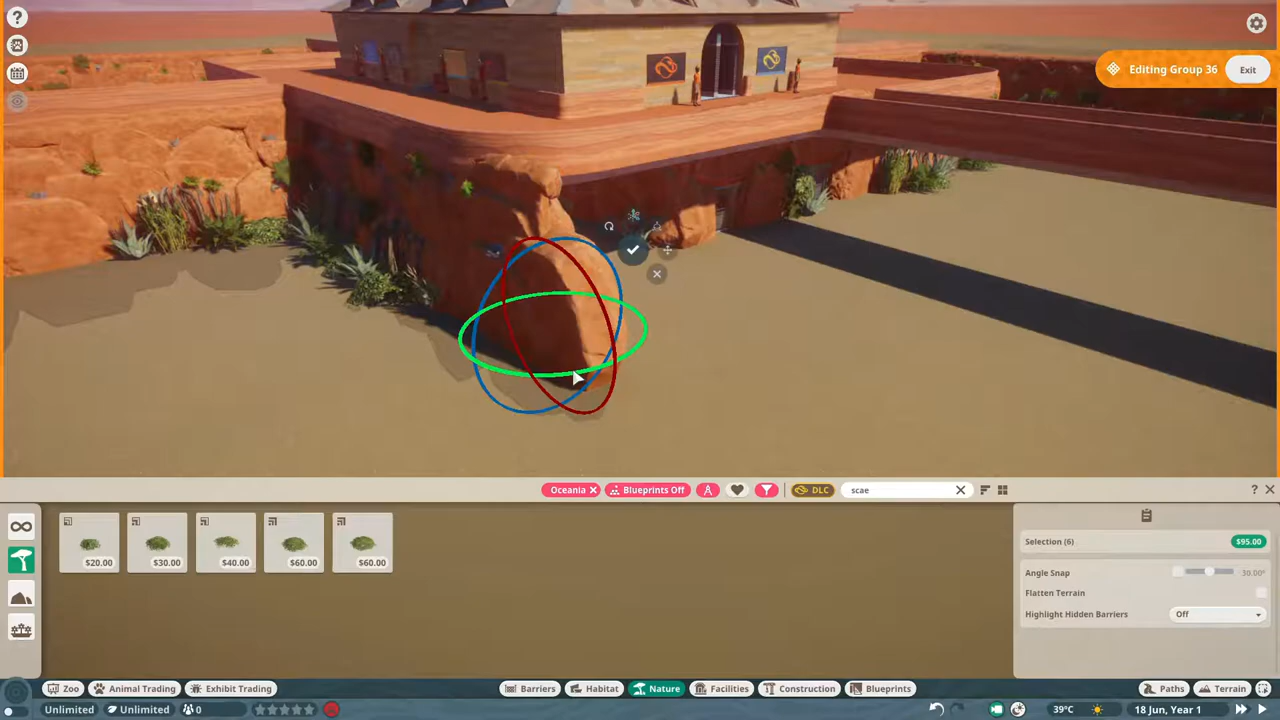 ?
Editing Group 36
Exit
Oceania ×
Blueprints Off
DLC
scae
? ×
$20.00
$30.00
$40.00
$60.00
$60.00
Selection (6)
$95.00
Angle Snap
30.00°
Flatten Terrain
Highlight Hidden Barriers
Off
Zoo
Animal Trading
Exhibit Trading
Barriers
Habitat
Nature
Facilities
Construction
Blueprints
Paths
Terrain
Unlimited
Unlimited
0
39°C
18 Jun, Year 1